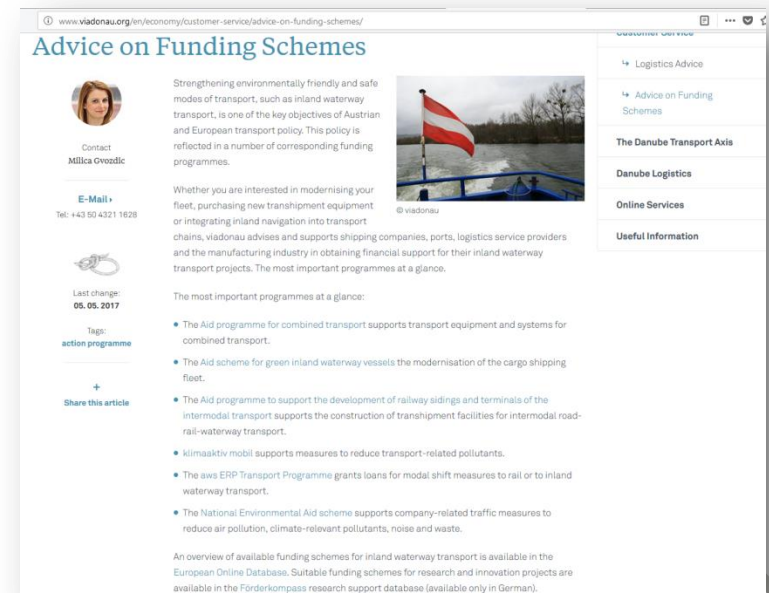 www.viadonau.org/en/economy/customer-service/advice-on-funding-schemes/
Advice on Funding Schemes
Contact
Milica Gvozdic
E-Mail
Tel: +43 50 4321 1628
Last change:
05. 05. 2017
Tags:
action programme
+
Share this article
Strengthening environmentally friendly and safe
modes of transport, such as inland waterway
transport, is one of the key objectives of Austrian
and European transport policy. This policy is
reflected in a number of corresponding funding
programmes.
Whether you are interested in modernising your
fleet, purchasing new transhipment equipment
or integrating inland navigation into transport
© viadonau
chains, viadonau advises and supports shipping companies, ports, logistics service providers
and the manufacturing industry in obtaining financial support for their inland waterway
transport projects. The most important programmes at a glance.
The most important programmes at a glance:
• The Aid programme for combined transport supports transport equipment and systems for
combined transport.
• The Aid scheme for green inland waterway vessels the modernisation of the cargo shipping
fleet.
• The Aid programme to support the development of railway sidings and terminals of the
intermodal transport supports the construction of transhipment facilities for intermodal road-
rail-waterway transport.
• klimaaktiv mobil supports measures to reduce transport-related pollutants.
• The aws ERP Transport Programme grants loans for modal shift measures to rail or to inland
waterway transport.
• The National Environmental Aid scheme supports company-related traffic measures to
reduce air pollution, climate-relevant pollutants, noise and waste.
An overview of available funding schemes for inland waterway transport is available in the
European Online Database. Suitable funding schemes for research and innovation projects are
available in the Förderkompass research support database (available only in German).
Customer Service
Logistics Advice
Advice on Funding
Schemes
The Danube Transport Axis
Danube Logistics
Online Services
Useful Information